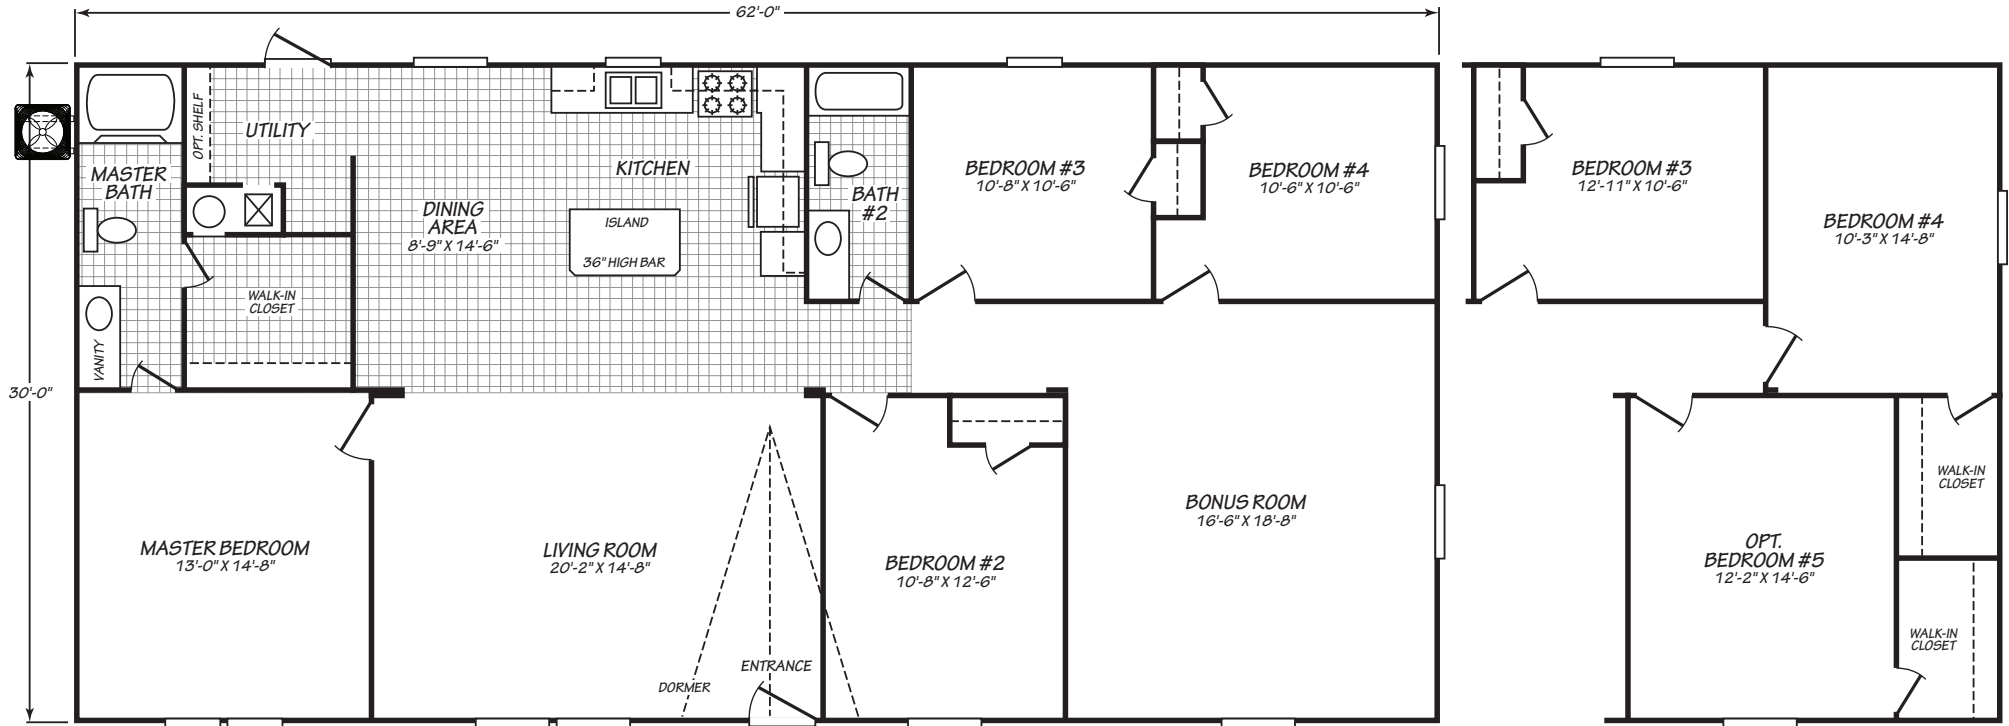 62'-0"
30'-0"
OPT. SHELF
UTILITY
MASTER
BATH
VANITY
WALK-IN
CLOSET
DINING
AREA
8'-9" X 14'-6"
KITCHEN
ISLAND
36" HIGH BAR
BATH
#2
BEDROOM #3
10'-8" X 10'-6"
BEDROOM #4
10'-6" X 10'-6"
MASTER BEDROOM
13'-0" X 14'-8"
LIVING ROOM
20'-2" X 14'-8"
DORMER
ENTRANCE
BEDROOM #2
10'-8" X 12'-6"
BONUS ROOM
16'-6" X 18'-8"
BEDROOM #3
12'-11" X 10'-6"
BEDROOM #4
10'-3" X 14'-8"
OPT.
BEDROOM #5
12'-2" X 14'-6"
WALK-IN
CLOSET
WALK-IN
CLOSET